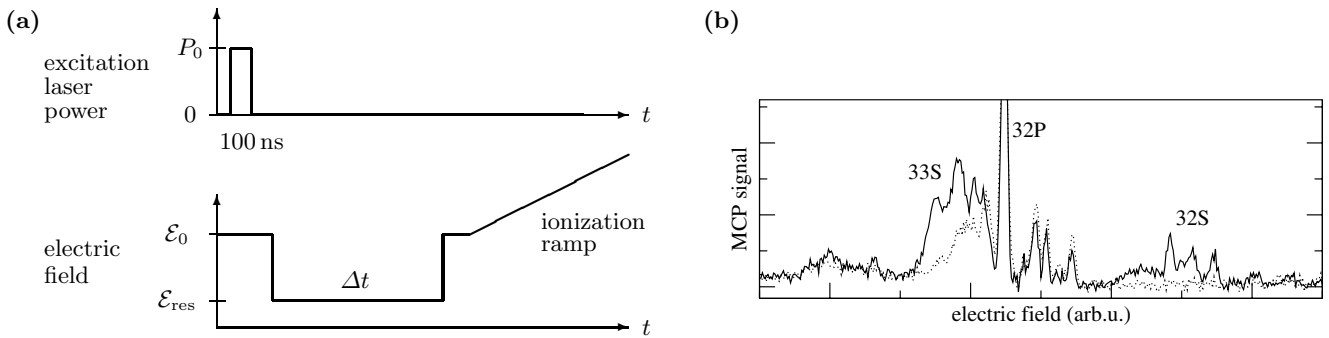 (a)
excitation
laser
power
P₀
0
t
100 ns
electric
field
ℰ₀
ℰres
Δt
ionization
ramp
t
(b)
MCP signal
33S
32P
32S
electric field (arb.u.)